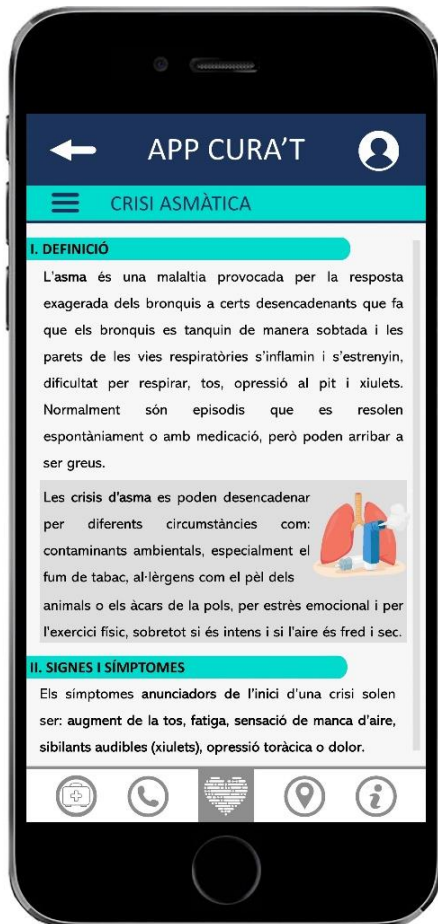 APP CURA'T
CRISI ASMÀTICA
I. DEFINICIÓ
L'asma és una malaltia provocada per la resposta
exagerada dels bronquis a certs desencadenants que fa
que els bronquis es tanquin de manera sobtada i les
parets de les vies respiratòries s'inflamin i s'estrenyin,
dificultat per respirar, tos, opressió al pit i xiulets.
Normalment són episodis que es resolen
espontàniament o amb medicació, però poden arribar a
ser greus.
Les crisis d'asma es poden desencadenar
per diferents circumstàncies com:
contaminants ambientals, especialment el
fum de tabac, al·lèrgens com el pèl dels
animals o els àcars de la pols, per estrès emocional i per
l'exercici físic, sobretot si és intens i si l'aire és fred i sec.
II. SIGNES I SÍMPTOMES
Els símptomes anunciadors de l'inici d'una crisi solen
ser: augment de la tos, fatiga, sensació de manca d'aire,
sibilants audibles (xiulets), opressió toràcica o dolor.